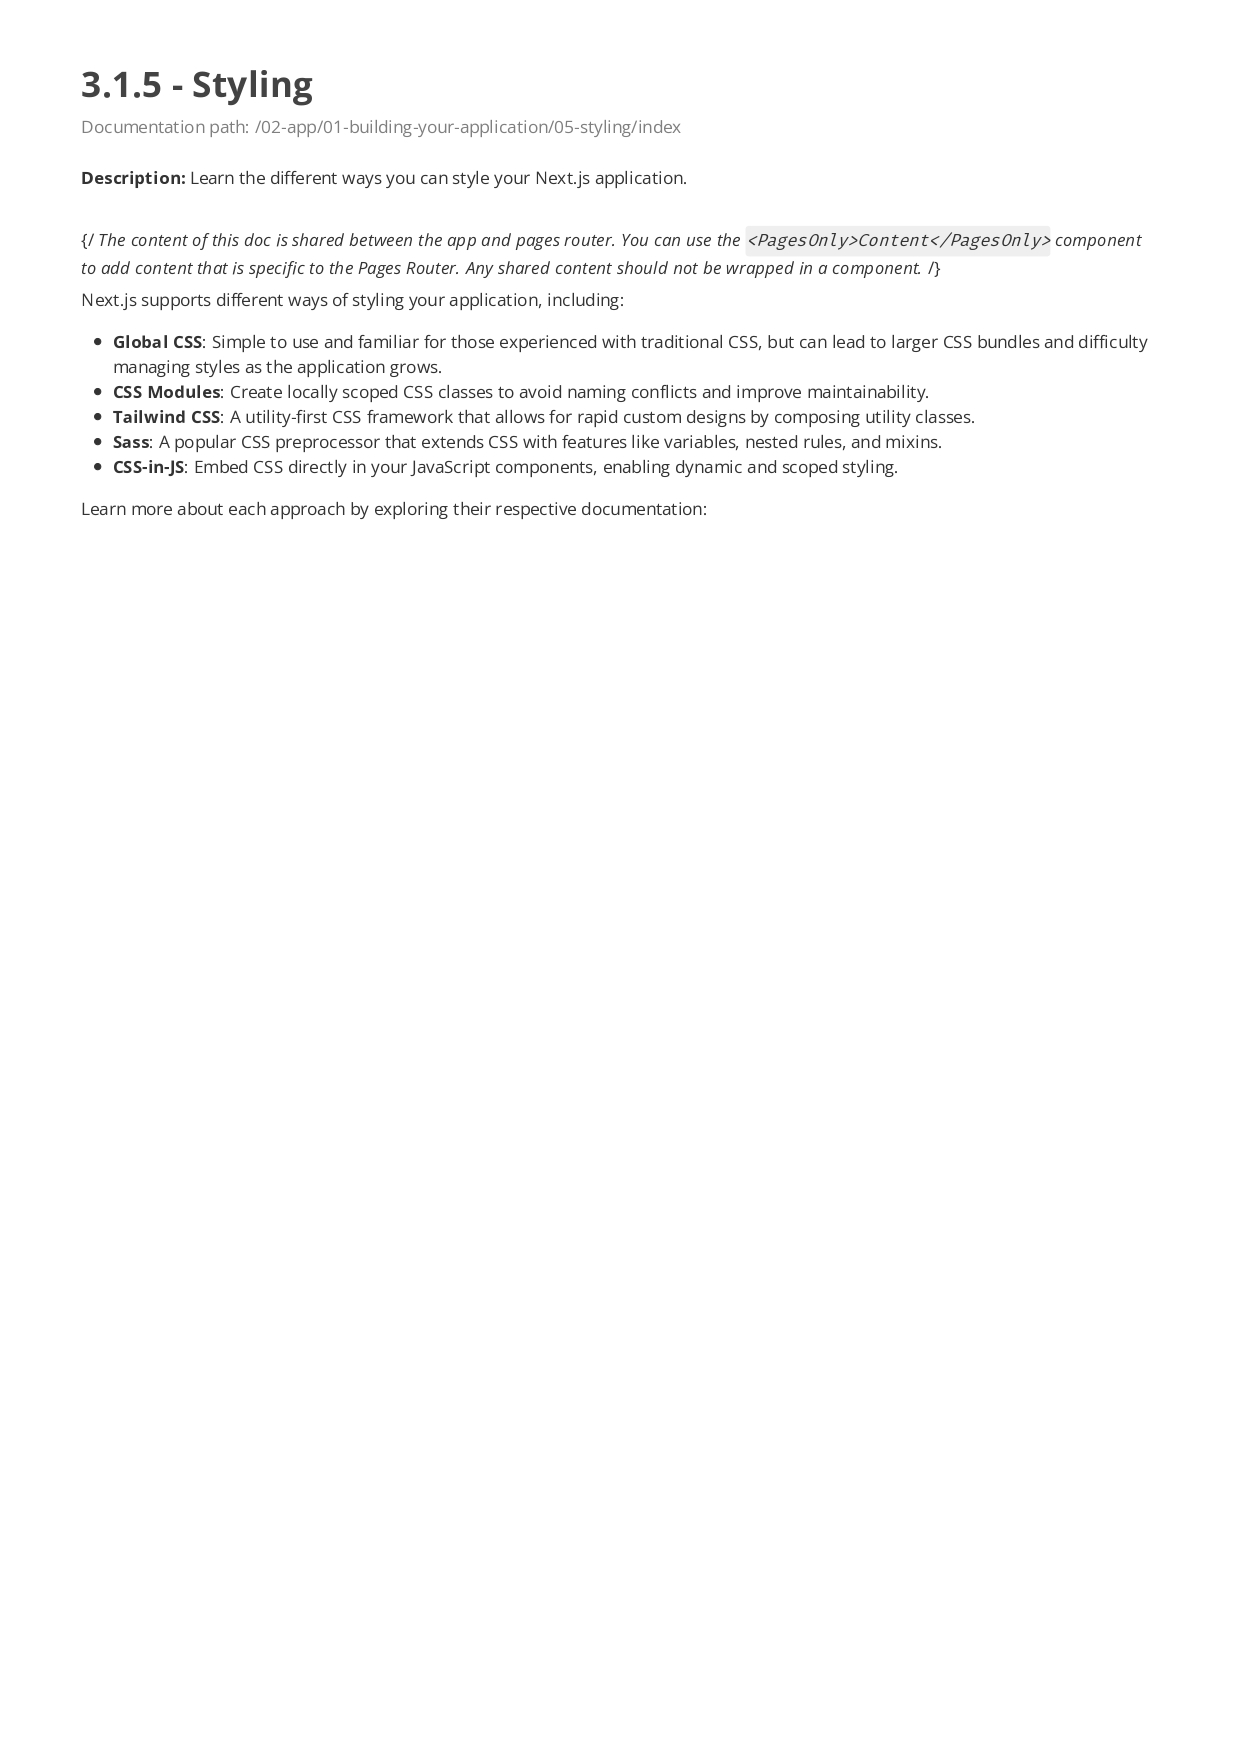 3.1.5 - Styling
Documentation path: /02-app/01-building-your-application/05-styling/index
Description: Learn the different ways you can style your Next.js application.
{/ The content of this doc is shared between the app and pages router. You can use the <PagesOnly>Content</PagesOnly> component
to add content that is specific to the Pages Router. Any shared content should not be wrapped in a component. /}
Next.js supports different ways of styling your application, including:
• Global CSS: Simple to use and familiar for those experienced with traditional CSS, but can lead to larger CSS bundles and difficulty
managing styles as the application grows.
• CSS Modules: Create locally scoped CSS classes to avoid naming conflicts and improve maintainability.
• Tailwind CSS: A utility-first CSS framework that allows for rapid custom designs by composing utility classes.
• Sass: A popular CSS preprocessor that extends CSS with features like variables, nested rules, and mixins.
• CSS-in-JS: Embed CSS directly in your JavaScript components, enabling dynamic and scoped styling.
Learn more about each approach by exploring their respective documentation: